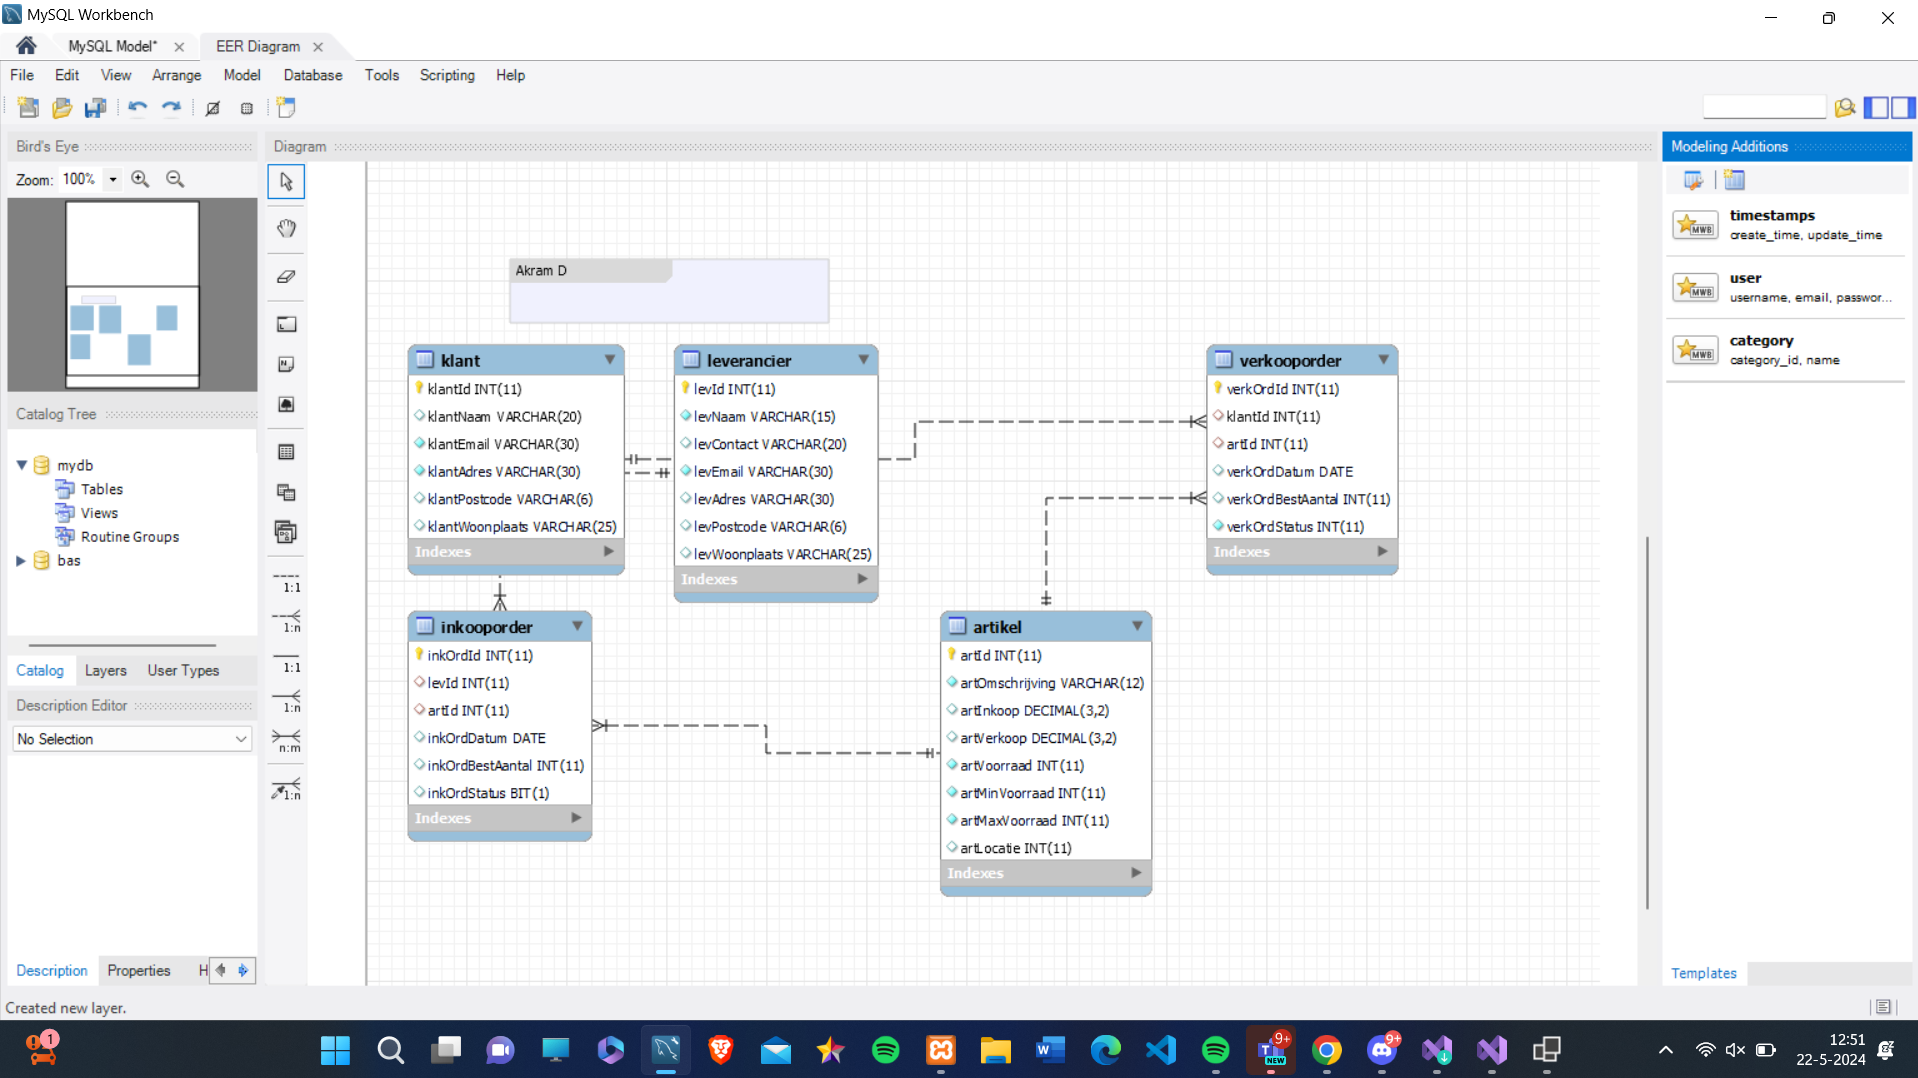 MySQL Workbench
MySQL Model*
EER Diagram
File Edit View Arrange Model Database Tools Scripting Help
Bird's Eye
Zoom: 100%
Catalog Tree
mydb
Tables
Views
Routine Groups
bas
Catalog Layers User Types
Description Editor
No Selection
Description Properties H
Created new layer.
Diagram
1:1
1:n
1:1
1:n
n:m
1:n
Akram D
klant
klantId INT(11)
klantNaam VARCHAR(20)
klantEmail VARCHAR(30)
klantAdres VARCHAR(30)
klantPostcode VARCHAR(6)
klantWoonplaats VARCHAR(25)
Indexes
leverancier
levId INT(11)
levNaam VARCHAR(15)
levContact VARCHAR(20)
levEmail VARCHAR(30)
levAdres VARCHAR(30)
levPostcode VARCHAR(6)
levWoonplaats VARCHAR(25)
Indexes
verkooporder
verkOrdId INT(11)
klantId INT(11)
artId INT(11)
verkOrdDatum DATE
verkOrdBestAantal INT(11)
verkOrdStatus INT(11)
Indexes
inkooporder
inkOrdId INT(11)
levId INT(11)
artId INT(11)
inkOrdDatum DATE
inkOrdBestAantal INT(11)
inkOrdStatus BIT(1)
Indexes
artikel
artId INT(11)
artOmschrijving VARCHAR(12)
artInkoop DECIMAL(3,2)
artVerkoop DECIMAL(3,2)
artVoorraad INT(11)
artMinVoorraad INT(11)
artMaxVoorraad INT(11)
artLocatie INT(11)
Indexes
Modeling Additions
MWB
timestamps
create_time, update_time
MWB
user
username, email, passwor...
MWB
category
category_id, name
Templates
1
W
T
NEW
9+
9+
12:51
22-5-2024